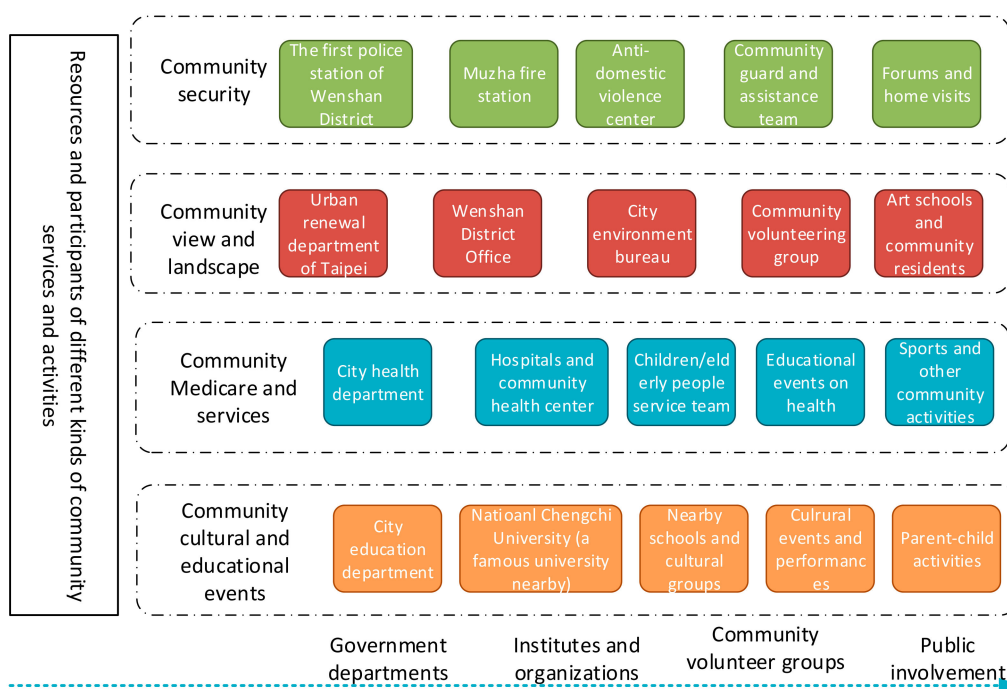 Resources and participants of different kinds of community
services and activities
Community
security
The first police
station of
Wenshan
District
Muzha fire
station
Anti-
domestic
violence
center
Community
guard and
assistance
team
Forums and
home visits
Community
view and
landscape
Urban
renewal
department
of Taipei
Wenshan
District
Office
City
environment
bureau
Community
volunteering
group
Art schools
and
community
residents
Community
Medicare and
services
City health
department
Hospitals and
community
health center
Children/eld
erly people
service team
Educational
events on
health
Sports and
other
community
activities
Community
cultural and
educational
events
City
education
department
Natioanl Chengchi
University (a
famous university
nearby)
Nearby
schools and
cultural
groups
Culrural
events and
performanc
es
Parent-child
activities
Government
departments
Institutes and
organizations
Community
volunteer groups
Public
involvement